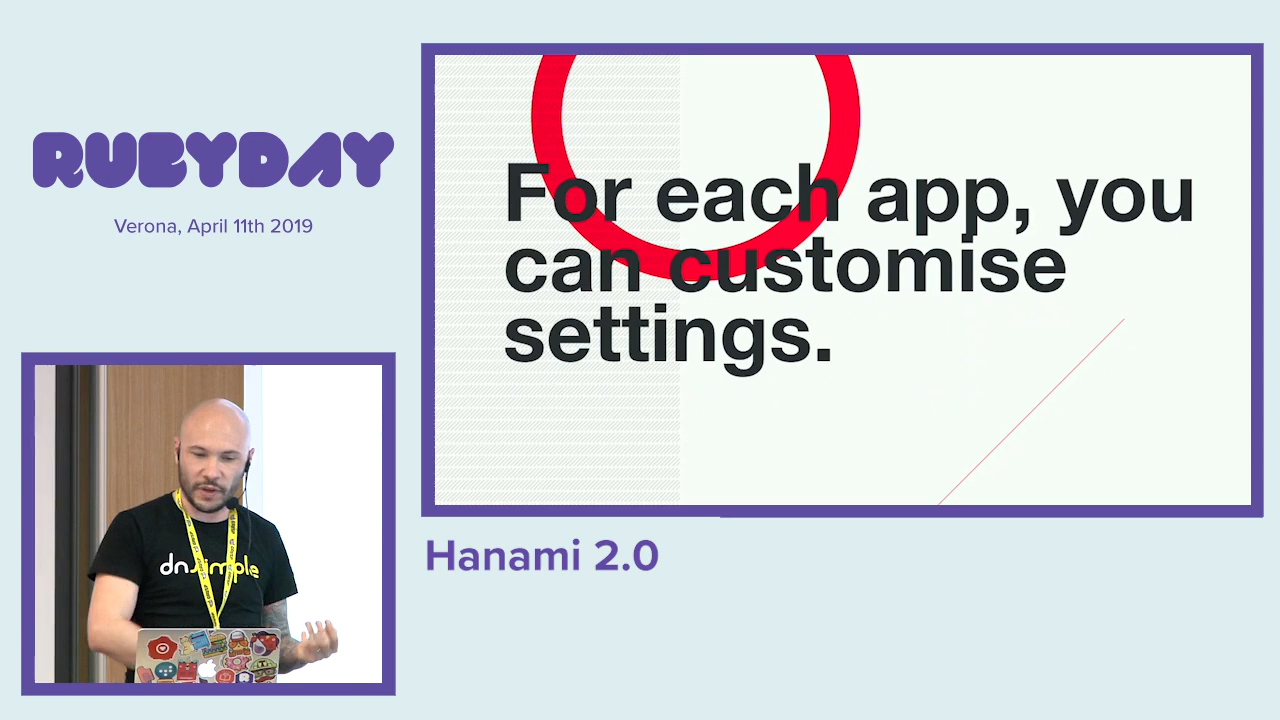 RUBYDAY
Verona, April 11th 2019
For each app, you
can customise
settings.
dnsimple
Hanami 2.0